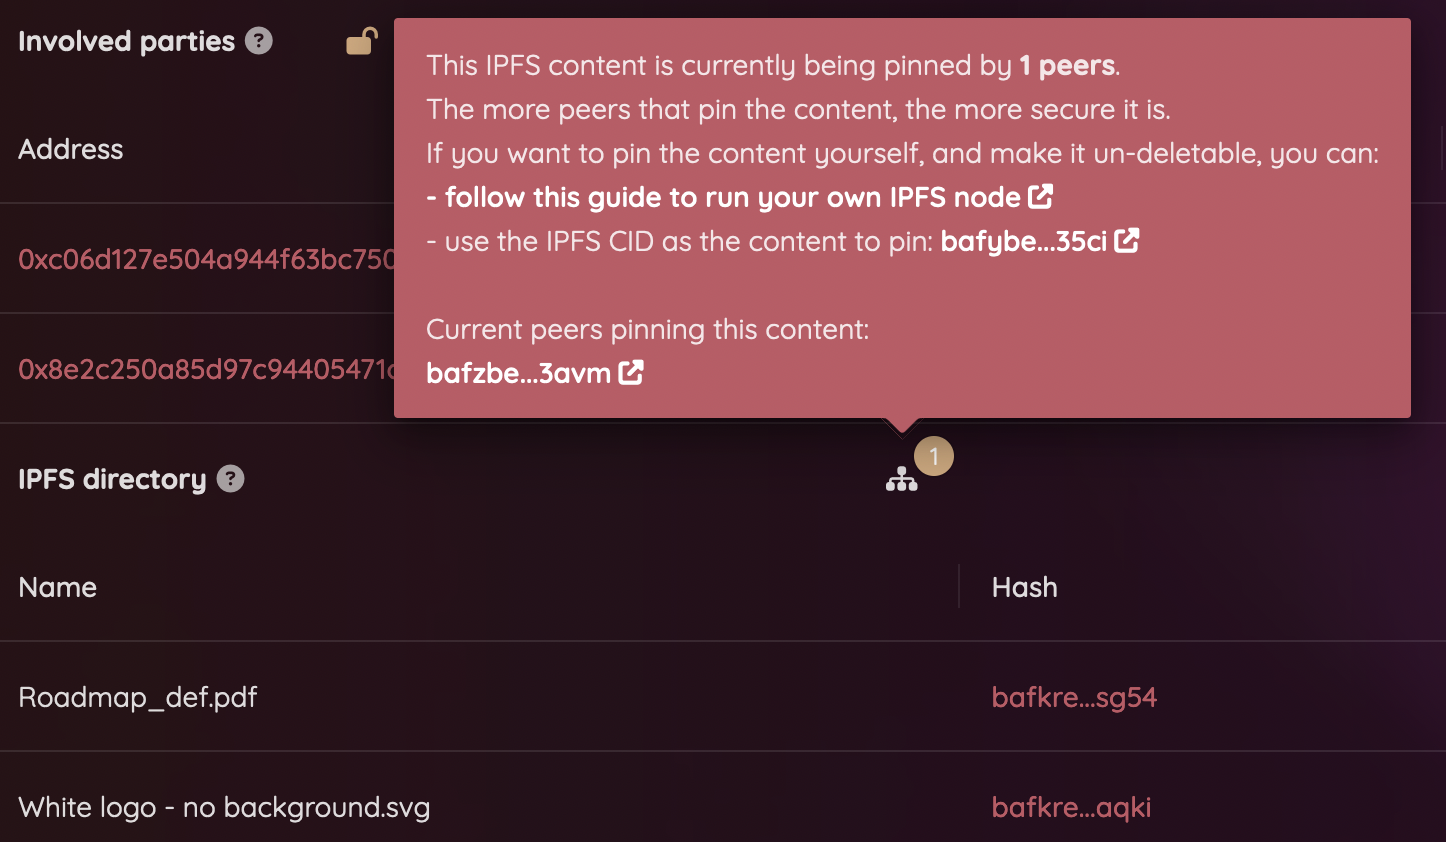 Involved parties ?
This IPFS content is currently being pinned by 1 peers.
The more peers that pin the content, the more secure it is.
If you want to pin the content yourself, and make it un-deletable, you can:
- follow this guide to run your own IPFS node
- use the IPFS CID as the content to pin: bafybe...35ci
Current peers pinning this content:
bafzbe...3avm
Address
0xc06d127e504a944f63bc750
0x8e2c250a85d97c94405471
IPFS directory ?
1
Name
Hash
Roadmap_def.pdf
bafkre...sg54
White logo - no background.svg
bafkre...aqki